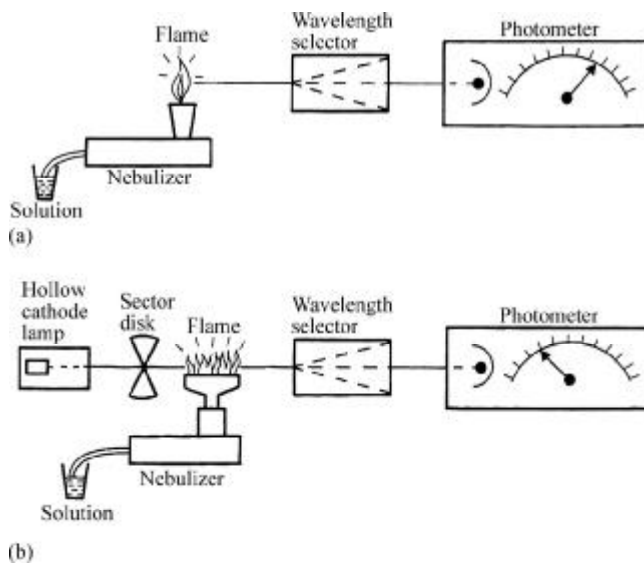 Flame
Wavelength
selector
Photometer
Nebulizer
Solution
(a)
Hollow
cathode
lamp
Sector
disk
Flame
Wavelength
selector
Photometer
Nebulizer
Solution
(b)